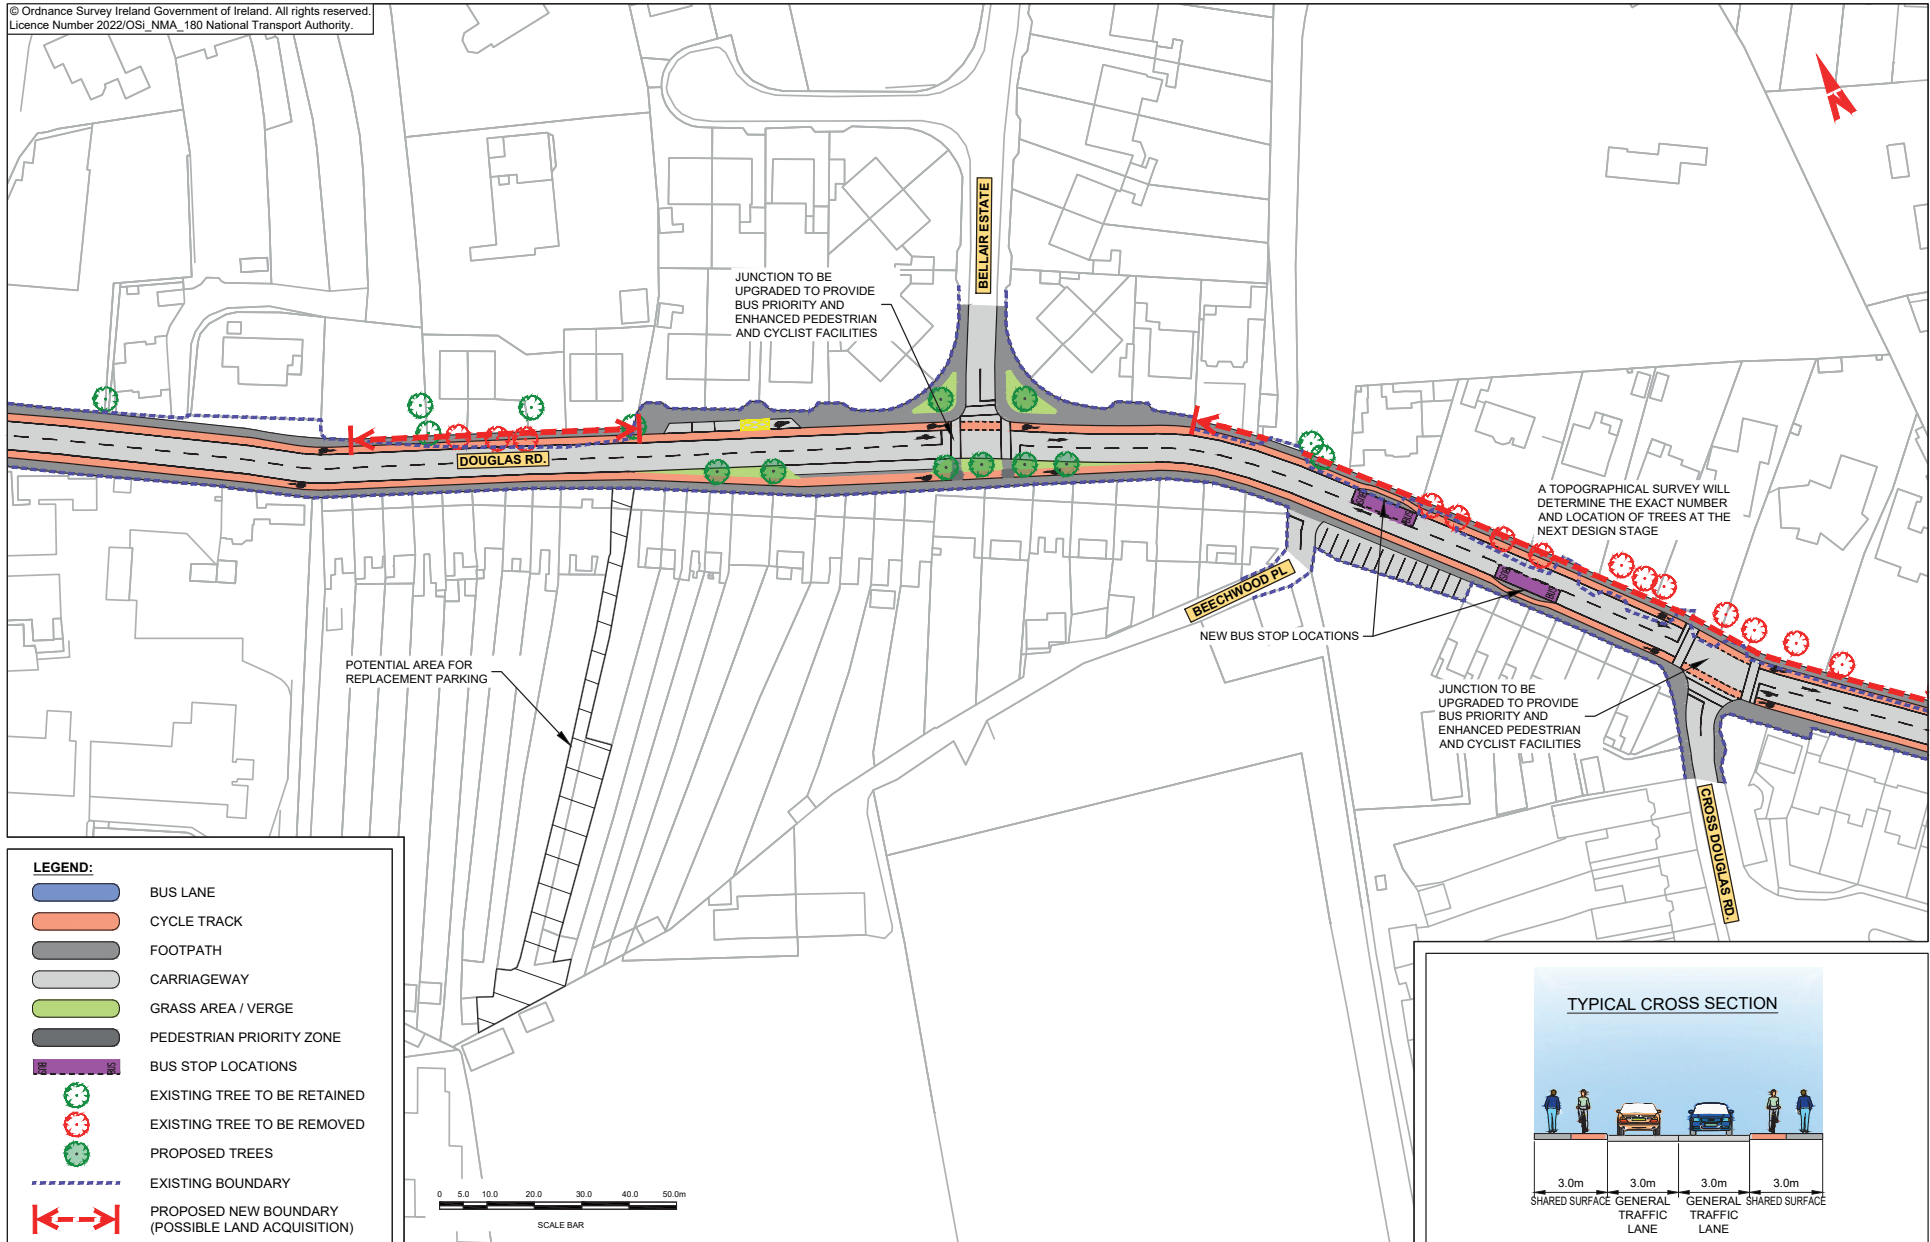 © Ordnance Survey Ireland Government of Ireland. All rights reserved.
Licence Number 2022/OSi_NMA_180 National Transport Authority.
N
BELLAIR ESTATE
JUNCTION TO BE
UPGRADED TO PROVIDE
BUS PRIORITY AND
ENHANCED PEDESTRIAN
AND CYCLIST FACILITIES
DOUGLAS RD.
BUS
BUS
A TOPOGRAPHICAL SURVEY WILL
DETERMINE THE EXACT NUMBER
AND LOCATION OF TREES AT THE
NEXT DESIGN STAGE
BUS
BUS
BEECHWOOD PL
NEW BUS STOP LOCATIONS
POTENTIAL AREA FOR
REPLACEMENT PARKING
JUNCTION TO BE
UPGRADED TO PROVIDE
BUS PRIORITY AND
ENHANCED PEDESTRIAN
AND CYCLIST FACILITIES
CROSS DOUGLAS RD.
LEGEND:
BUS LANE
CYCLE TRACK
FOOTPATH
CARRIAGEWAY
GRASS AREA / VERGE
PEDESTRIAN PRIORITY ZONE
BUS BUS BUS STOP LOCATIONS
EXISTING TREE TO BE RETAINED
EXISTING TREE TO BE REMOVED
PROPOSED TREES
EXISTING BOUNDARY
PROPOSED NEW BOUNDARY
(POSSIBLE LAND ACQUISITION)
0 5.0 10.0 20.0 30.0 40.0 50.0m
SCALE BAR
TYPICAL CROSS SECTION
3.0m 3.0m 3.0m 3.0m
SHARED SURFACE GENERAL TRAFFIC LANE GENERAL TRAFFIC LANE SHARED SURFACE